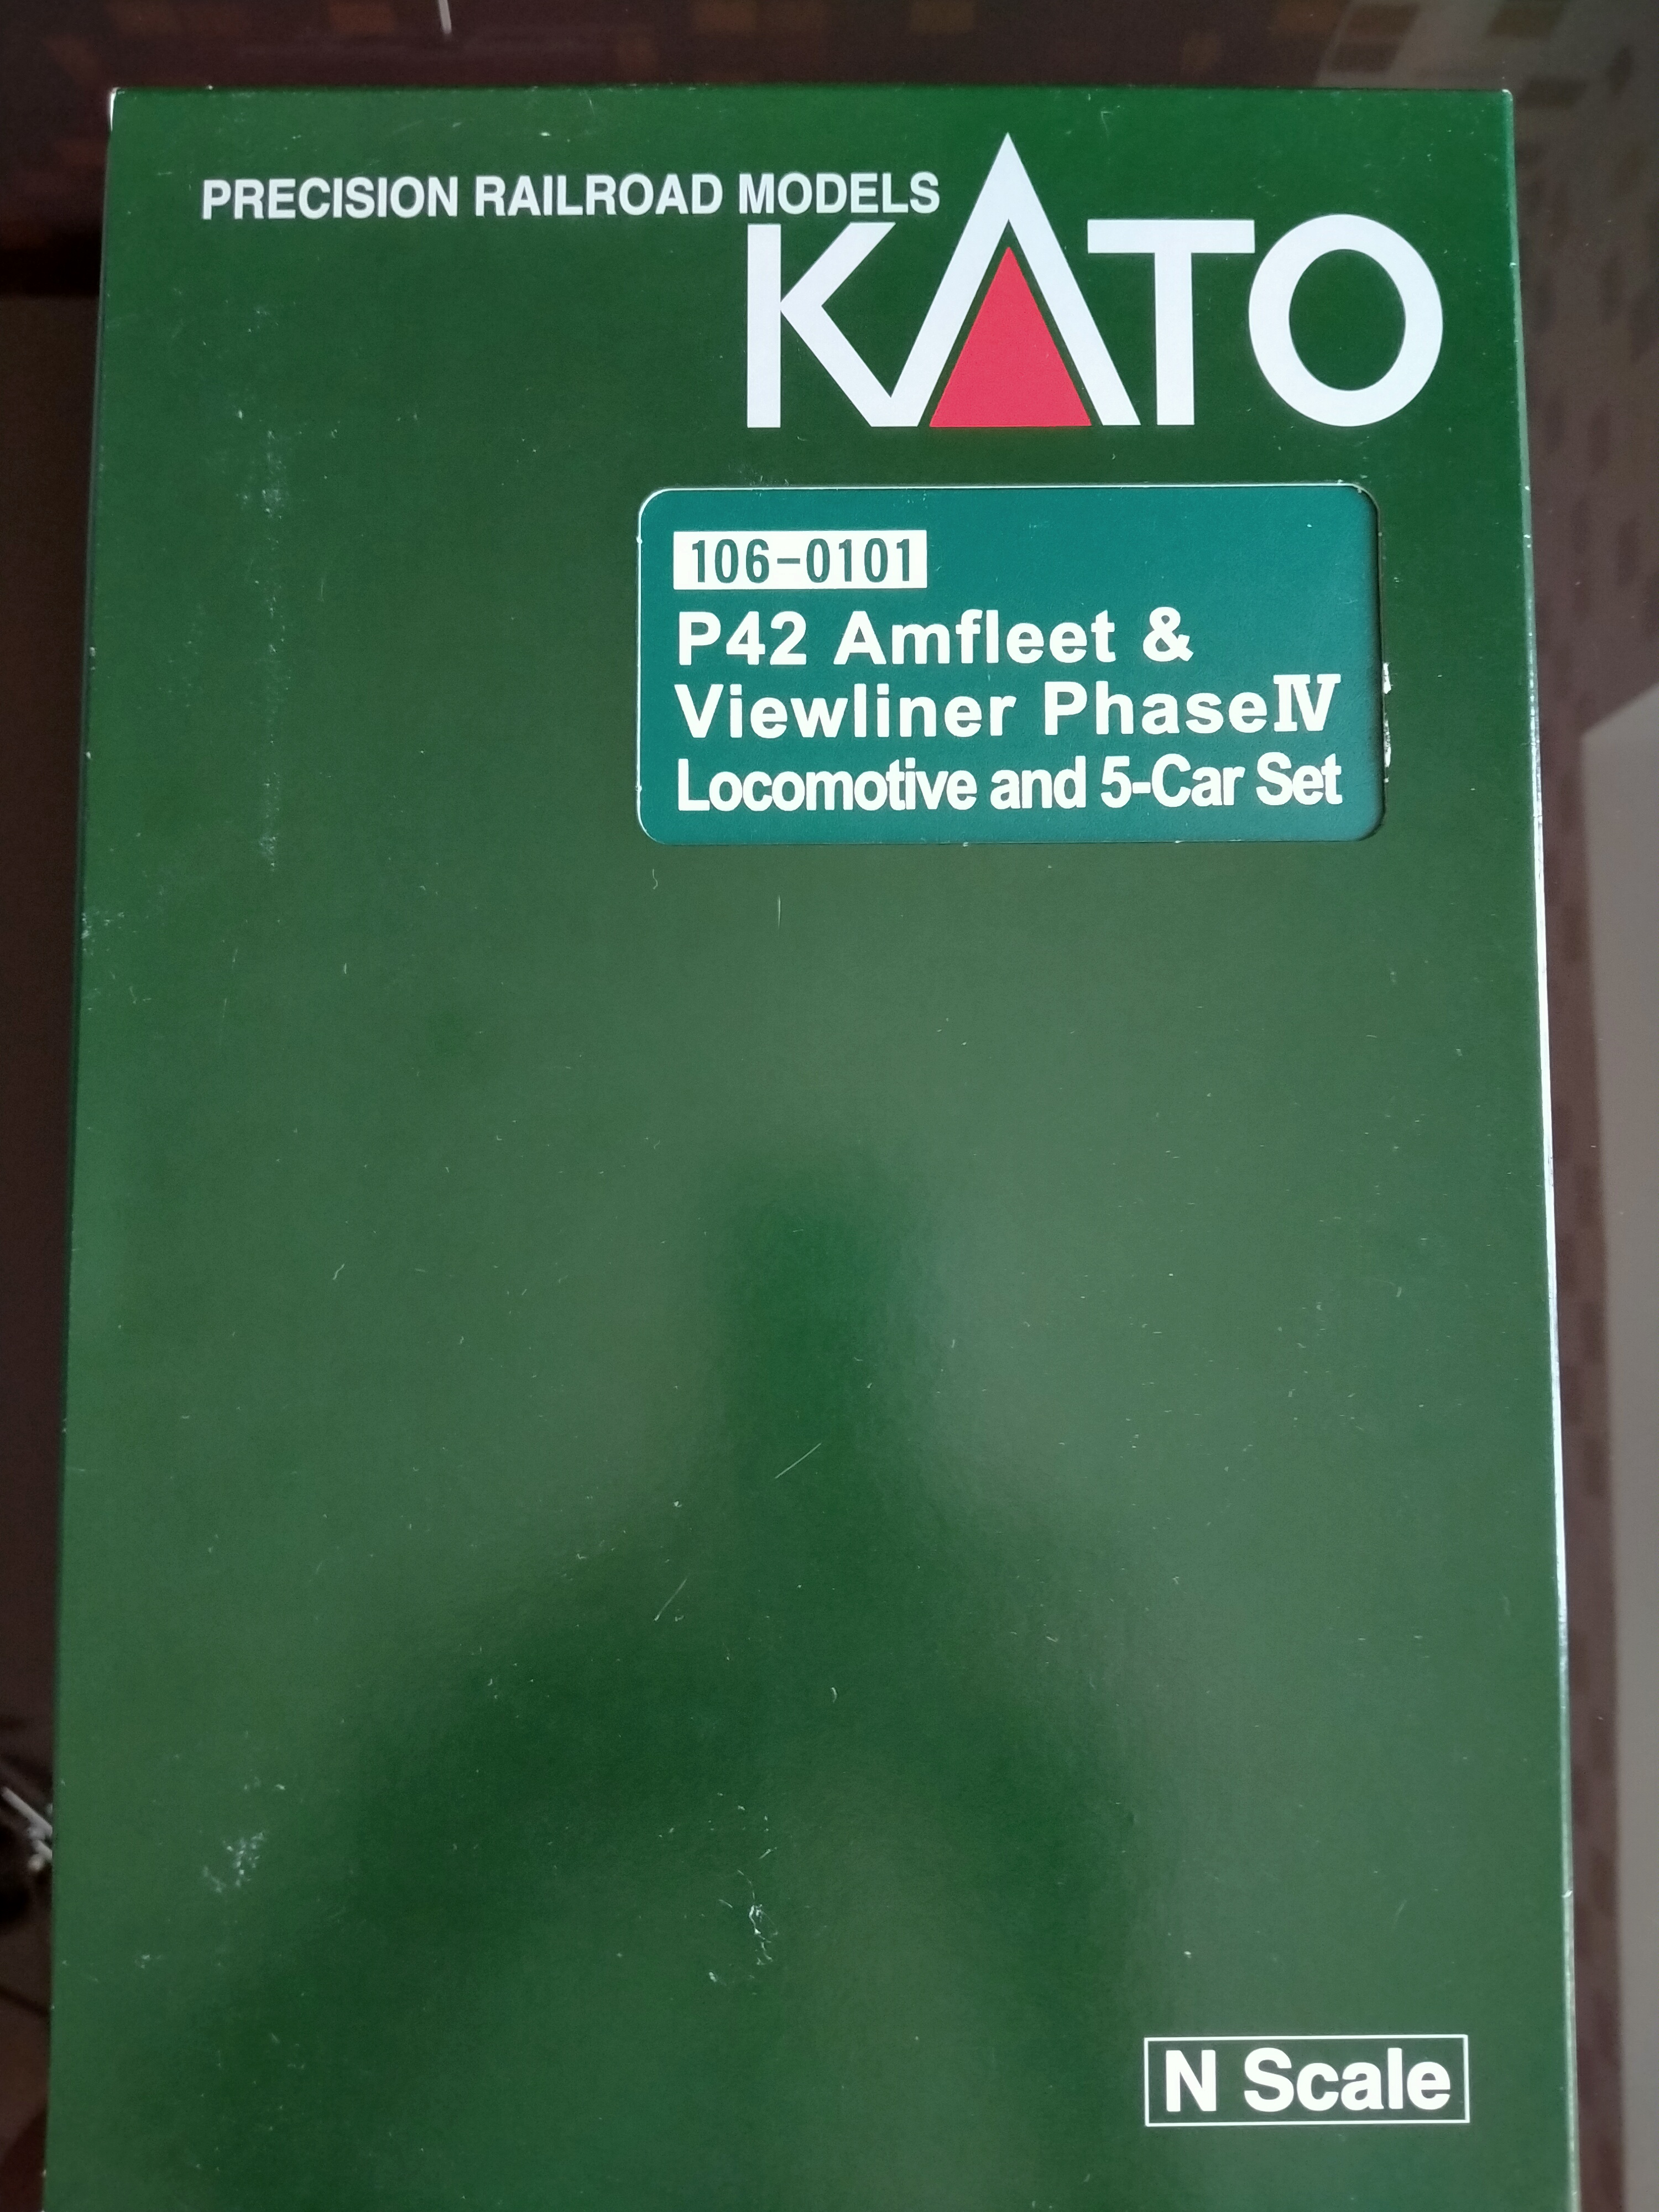 PRECISION RAILROAD MODELS
KATO
106-0101
P42 Amfleet &
Viewliner PhaseⅣ
Locomotive and 5-Car Set
N Scale